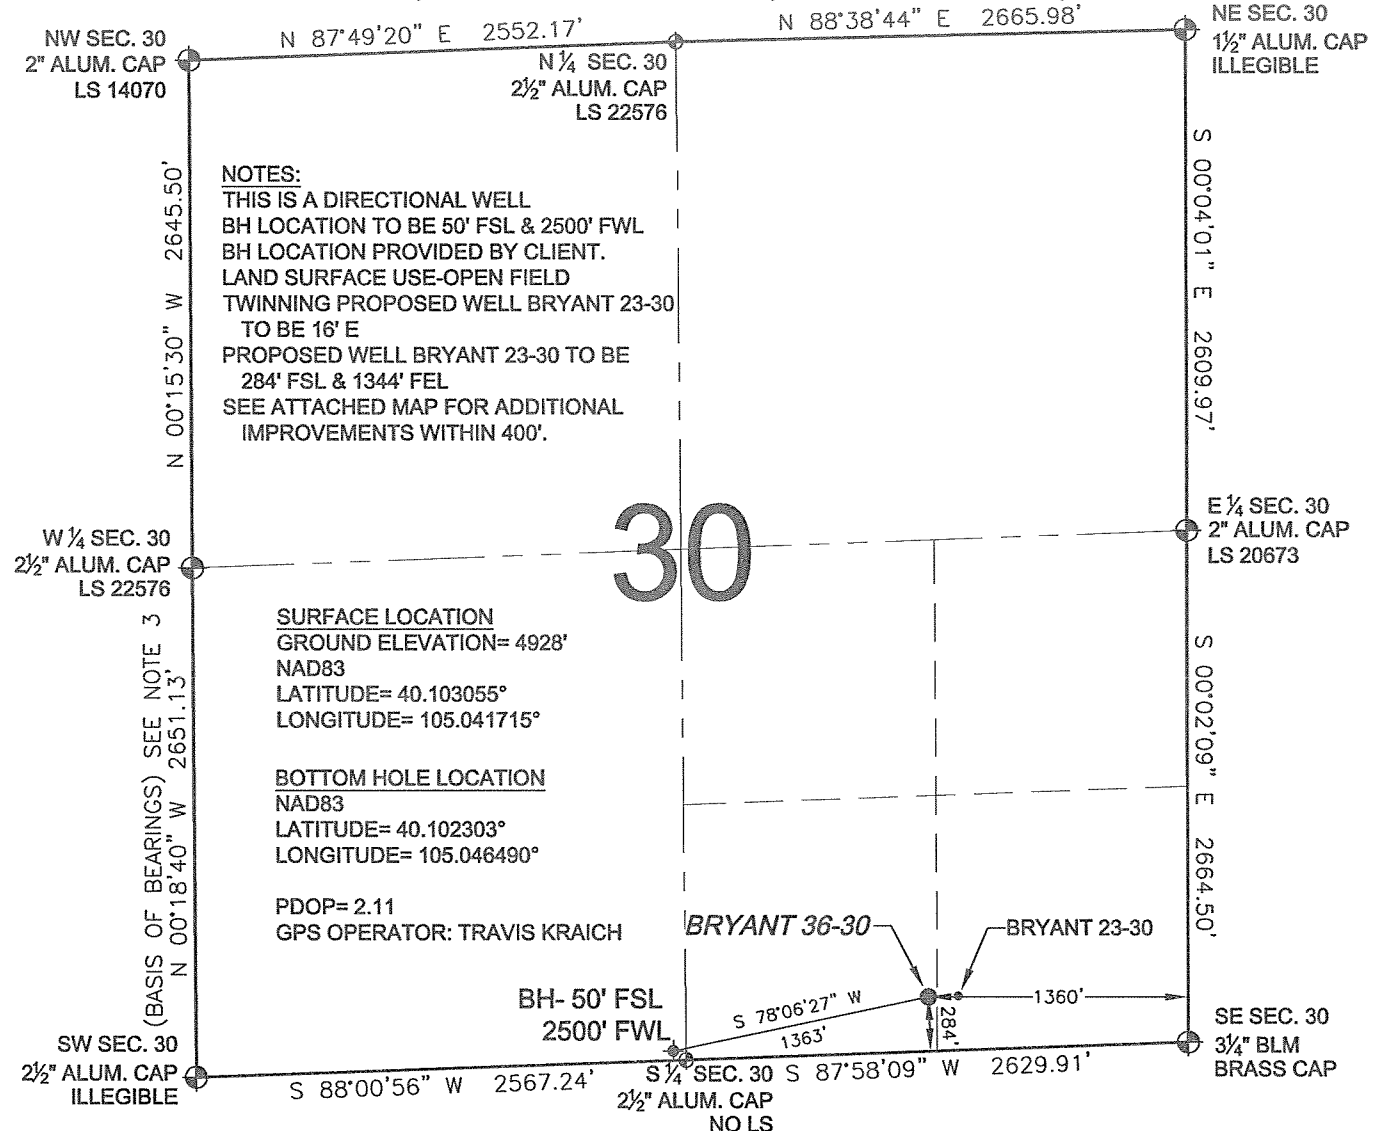 N 87°49'20" E 2552.17'
N 88°38'44" E 2665.98'
NW SEC. 30
2" ALUM. CAP
LS 14070
N ¼ SEC. 30
2½" ALUM. CAP
LS 22576
NE SEC. 30
1½" ALUM. CAP
ILLEGIBLE
N 00°15'30" W 2645.50'
S 00°04'01" E 2609.97'
NOTES:
THIS IS A DIRECTIONAL WELL
BH LOCATION TO BE 50' FSL & 2500' FWL
BH LOCATION PROVIDED BY CLIENT.
LAND SURFACE USE-OPEN FIELD
TWINNING PROPOSED WELL BRYANT 23-30
TO BE 16' E
PROPOSED WELL BRYANT 23-30 TO BE
284' FSL & 1344' FEL
SEE ATTACHED MAP FOR ADDITIONAL
IMPROVEMENTS WITHIN 400'.
30
W ¼ SEC. 30
2½" ALUM. CAP
LS 22576
E ¼ SEC. 30
2" ALUM. CAP
LS 20673
(BASIS OF BEARINGS) SEE NOTE 3
N 00°18'40" W 2651.13'
S 00°02'09" E 2664.50'
SURFACE LOCATION
GROUND ELEVATION= 4928'
NAD83
LATITUDE= 40.103055°
LONGITUDE= 105.041715°
BOTTOM HOLE LOCATION
NAD83
LATITUDE= 40.102303°
LONGITUDE= 105.046490°
PDOP= 2.11
GPS OPERATOR: TRAVIS KRAICH
BRYANT 36-30
BRYANT 23-30
BH- 50' FSL
2500' FWL
S 78°06'27" W
1363'
284'
1360'
SW SEC. 30
2½" ALUM. CAP
ILLEGIBLE
S 88°00'56" W 2567.24'
S ¼ SEC. 30
2½" ALUM. CAP
NO LS
S 87°58'09" W 2629.91'
SE SEC. 30
3¼" BLM
BRASS CAP